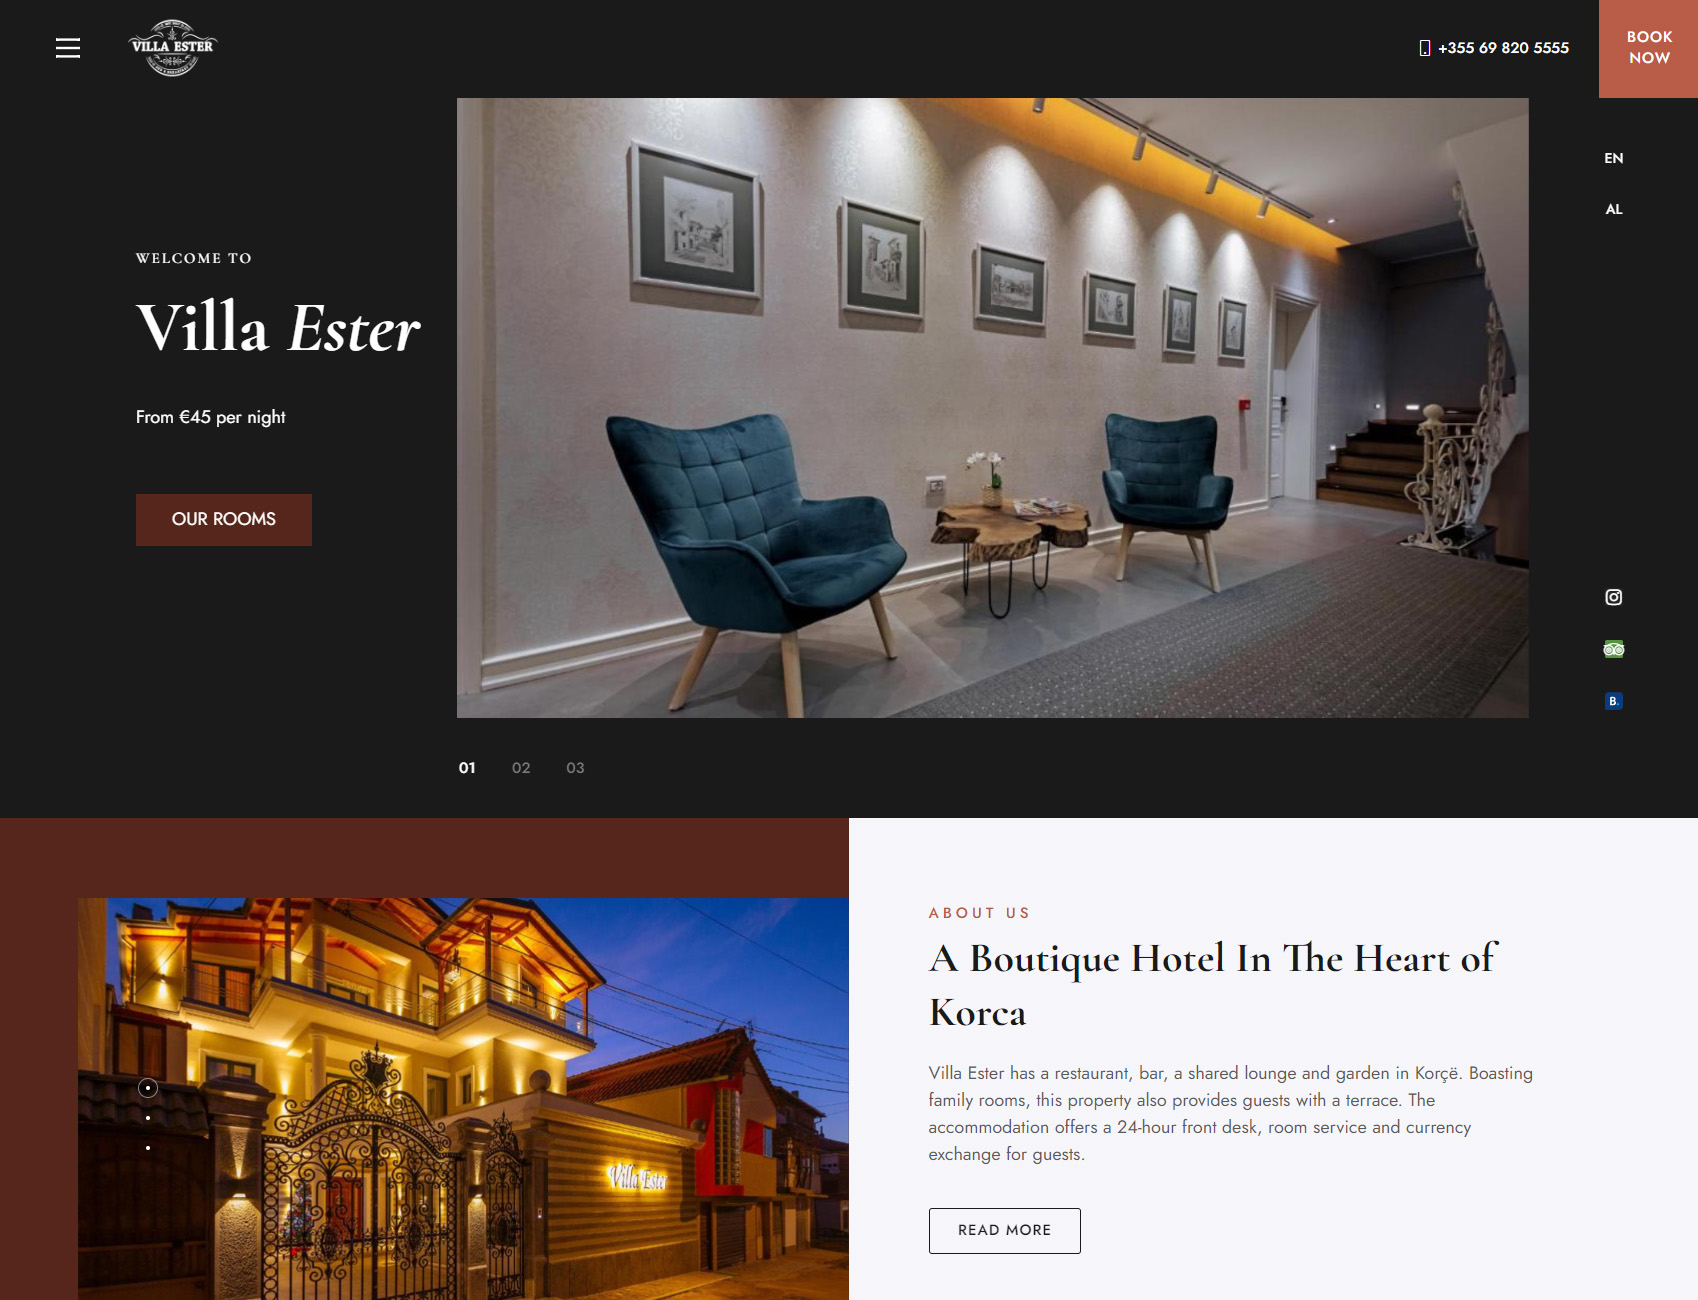 VILLA ESTER
+355 69 820 5555
BOOK
NOW
EN
AL
WELCOME TO
Villa Ester
From €45 per night
OUR ROOMS
01 02 03
B.
Villa Ester
ABOUT US
A Boutique Hotel In The Heart of
Korca
Villa Ester has a restaurant, bar, a shared lounge and garden in Korçë. Boasting
family rooms, this property also provides guests with a terrace. The
accommodation offers a 24-hour front desk, room service and currency
exchange for guests.
READ MORE